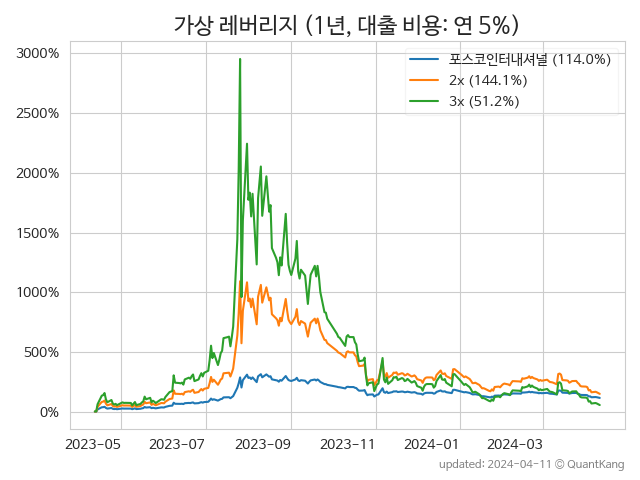 가상 레버리지 (1년, 대출 비용: 연 5%)
3000%
2500%
2000%
1500%
1000%
500%
0%
포스코인터내셔널 (114.0%)
2x (144.1%)
3x (51.2%)
2023-05 2023-07 2023-09 2023-11 2024-01 2024-03
updated: 2024-04-11 © QuantKang